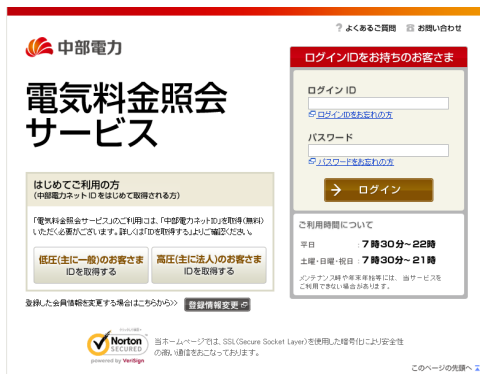 よくあるご質問 お問い合わせ
中部電力
電気料金照会
サービス
ログインIDをお持ちのお客さま
ログイン ID
ログインIDをお忘れの方
パスワード
パスワードをお忘れの方
ログイン
はじめてご利用の方
(中部電力ネットIDをはじめて取得される方)
「電気料金照会サービス」のご利用には、「中部電力ネットID」を取得(無料)
いただく必要がございます。詳しくは「IDを取得する」よりご確認ください。
低圧(主に一般)のお客さま
IDを取得する
高圧(主に法人)のお客さま
IDを取得する
登録した会員情報を変更する場合はこちらから>> 登録情報変更
ご利用時間について
平日 : 7時30分~22時
土曜・日曜・祝日 : 7時30分~21時
メンテナンス時や年末年始等には、当サービスを
ご利用できない場合があります。
Norton
SECURED
powered by VeriSign
当ホームページでは、SSL(Secure Socket Layer)を使用した暗号化により安全性
の高い通信をおこなっております。
このページの先頭へ